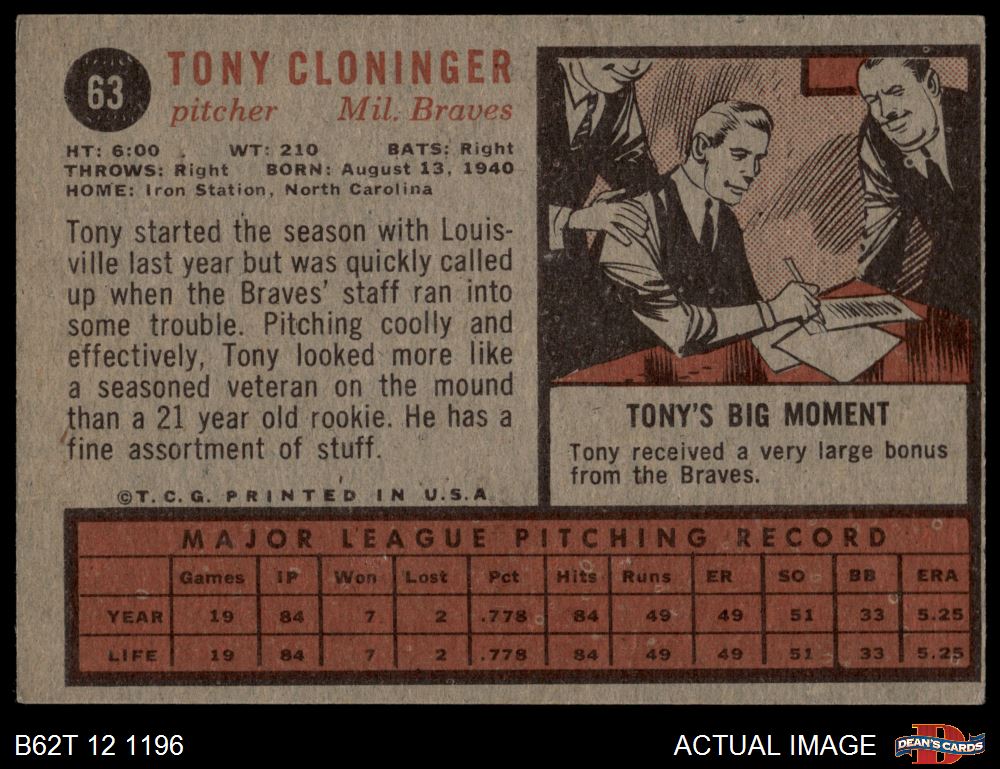 63
TONY CLONINGER
pitcher Mil. Braves
HT: 6:00 WT: 210 BATS: Right
THROWS: Right BORN: August 13, 1940
HOME: Iron Station, North Carolina
Tony started the season with Louis-
ville last year but was quickly called
up when the Braves' staff ran into
some trouble. Pitching coolly and
effectively, Tony looked more like
a seasoned veteran on the mound
than a 21 year old rookie. He has a
fine assortment of stuff.
©T. C. G. PRINTED IN U.S.A.
TONY'S BIG MOMENT
Tony received a very large bonus
from the Braves.
MAJOR LEAGUE PITCHING RECORD
Games IP Won Lost Pct Hits Runs ER SO BB ERA
YEAR 19 84 7 2 .778 84 49 49 51 33 5.25
LIFE 19 84 7 2 .778 84 49 49 51 33 5.25
B62T 12 1196
ACTUAL IMAGE
D
DEAN'S CARDS